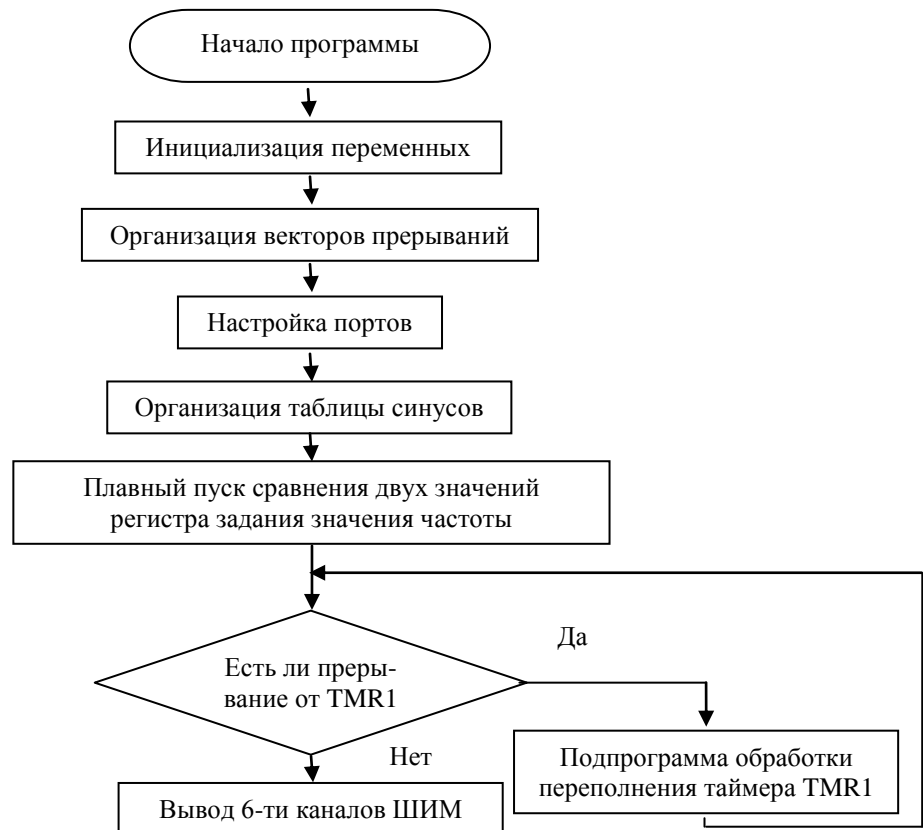 Начало программы
Инициализация переменных
Организация векторов прерываний
Настройка портов
Организация таблицы синусов
Плавный пуск сравнения двух значений
регистра задания значения частоты
Да
Есть ли преры-
вание от TMR1
Нет
Подпрограмма обработки
переполнения таймера TMR1
Вывод 6-ти каналов ШИМ